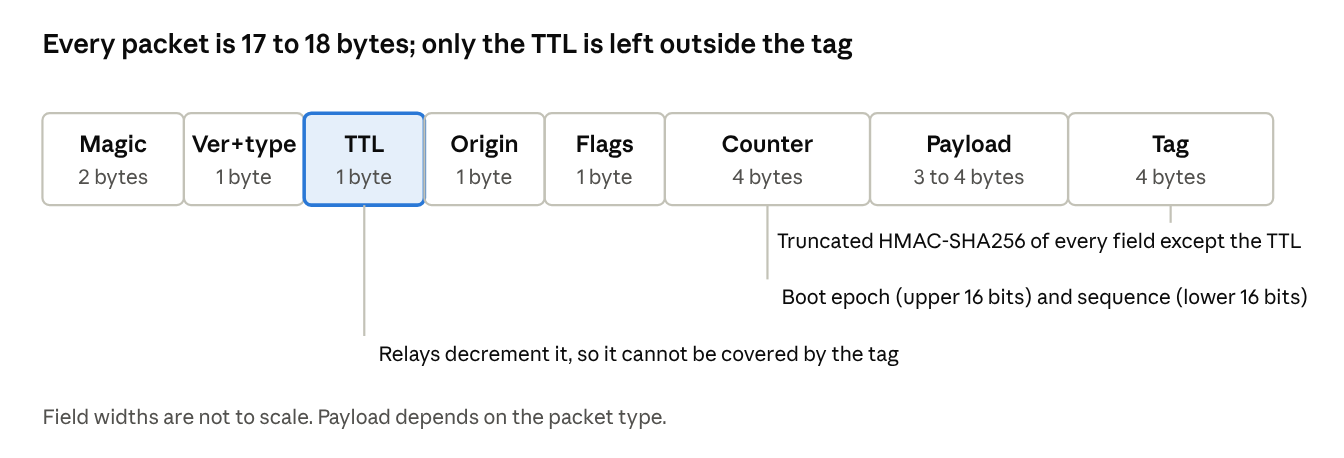 Every packet is 17 to 18 bytes; only the TTL is left outside the tag
Magic
2 bytes
Ver+type
1 byte
TTL
1 byte
Origin
1 byte
Flags
1 byte
Counter
4 bytes
Payload
3 to 4 bytes
Tag
4 bytes
Truncated HMAC-SHA256 of every field except the TTL
Boot epoch (upper 16 bits) and sequence (lower 16 bits)
Relays decrement it, so it cannot be covered by the tag
Field widths are not to scale. Payload depends on the packet type.